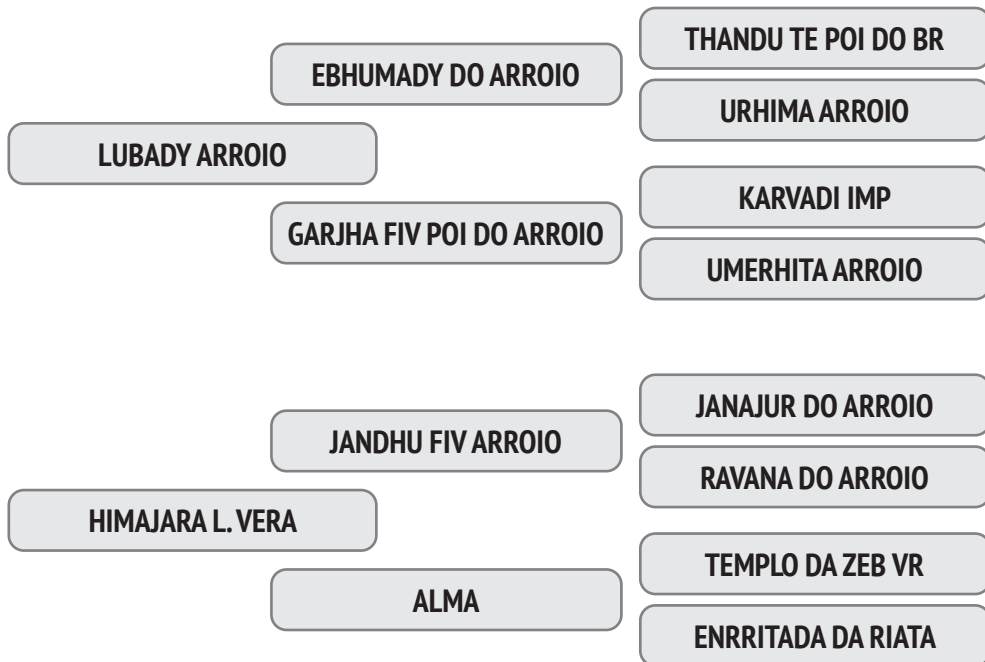 THANDU TE POI DO BR
EBHUMADY DO ARROIO
URHIMA ARROIO
LUBADY ARROIO
KARVADI IMP
GARJHA FIV POI DO ARROIO
UMERHITA ARROIO
JANAJUR DO ARROIO
JANDHU FIV ARROIO
RAVANA DO ARROIO
HIMAJARA L. VERA
TEMPLO DA ZEB VR
ALMA
ENRRITADA DA RIATA